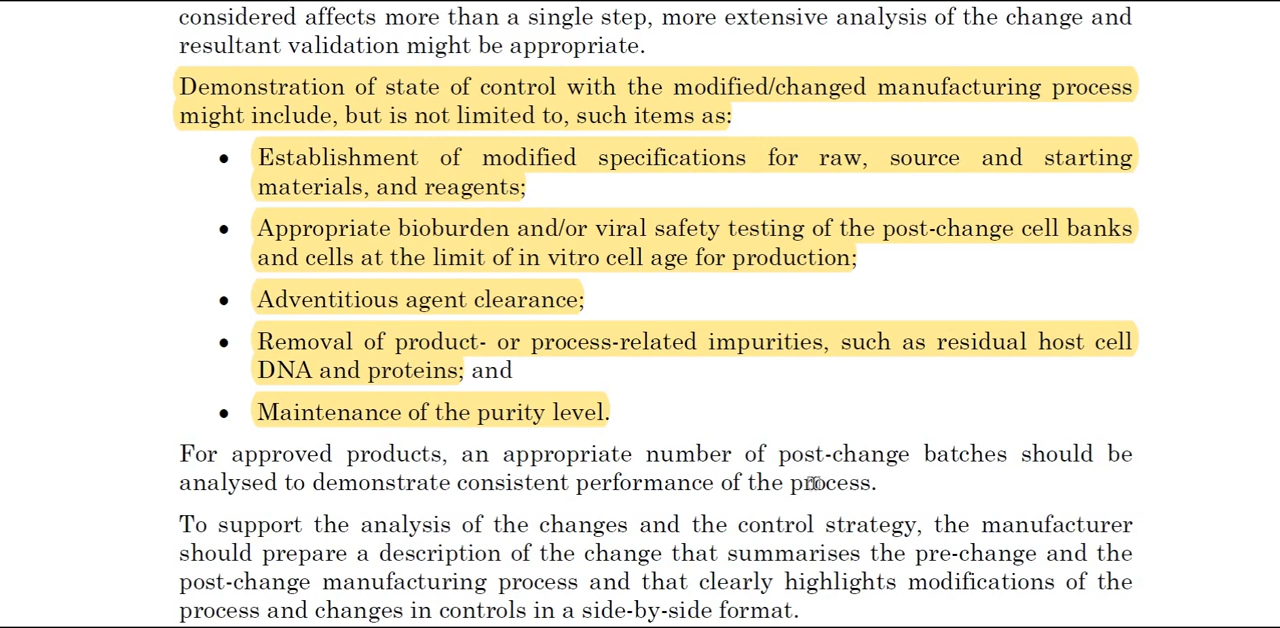 considered affects more than a single step, more extensive analysis of the change and
resultant validation might be appropriate.
Demonstration of state of control with the modified/changed manufacturing process
might include, but is not limited to, such items as:
• Establishment of modified specifications for raw, source and starting
materials, and reagents;
• Appropriate bioburden and/or viral safety testing of the post-change cell banks
and cells at the limit of in vitro cell age for production;
• Adventitious agent clearance;
• Removal of product- or process-related impurities, such as residual host cell
DNA and proteins; and
• Maintenance of the purity level.
For approved products, an appropriate number of post-change batches should be
analysed to demonstrate consistent performance of the process.
To support the analysis of the changes and the control strategy, the manufacturer
should prepare a description of the change that summarises the pre-change and the
post-change manufacturing process and that clearly highlights modifications of the
process and changes in controls in a side-by-side format.